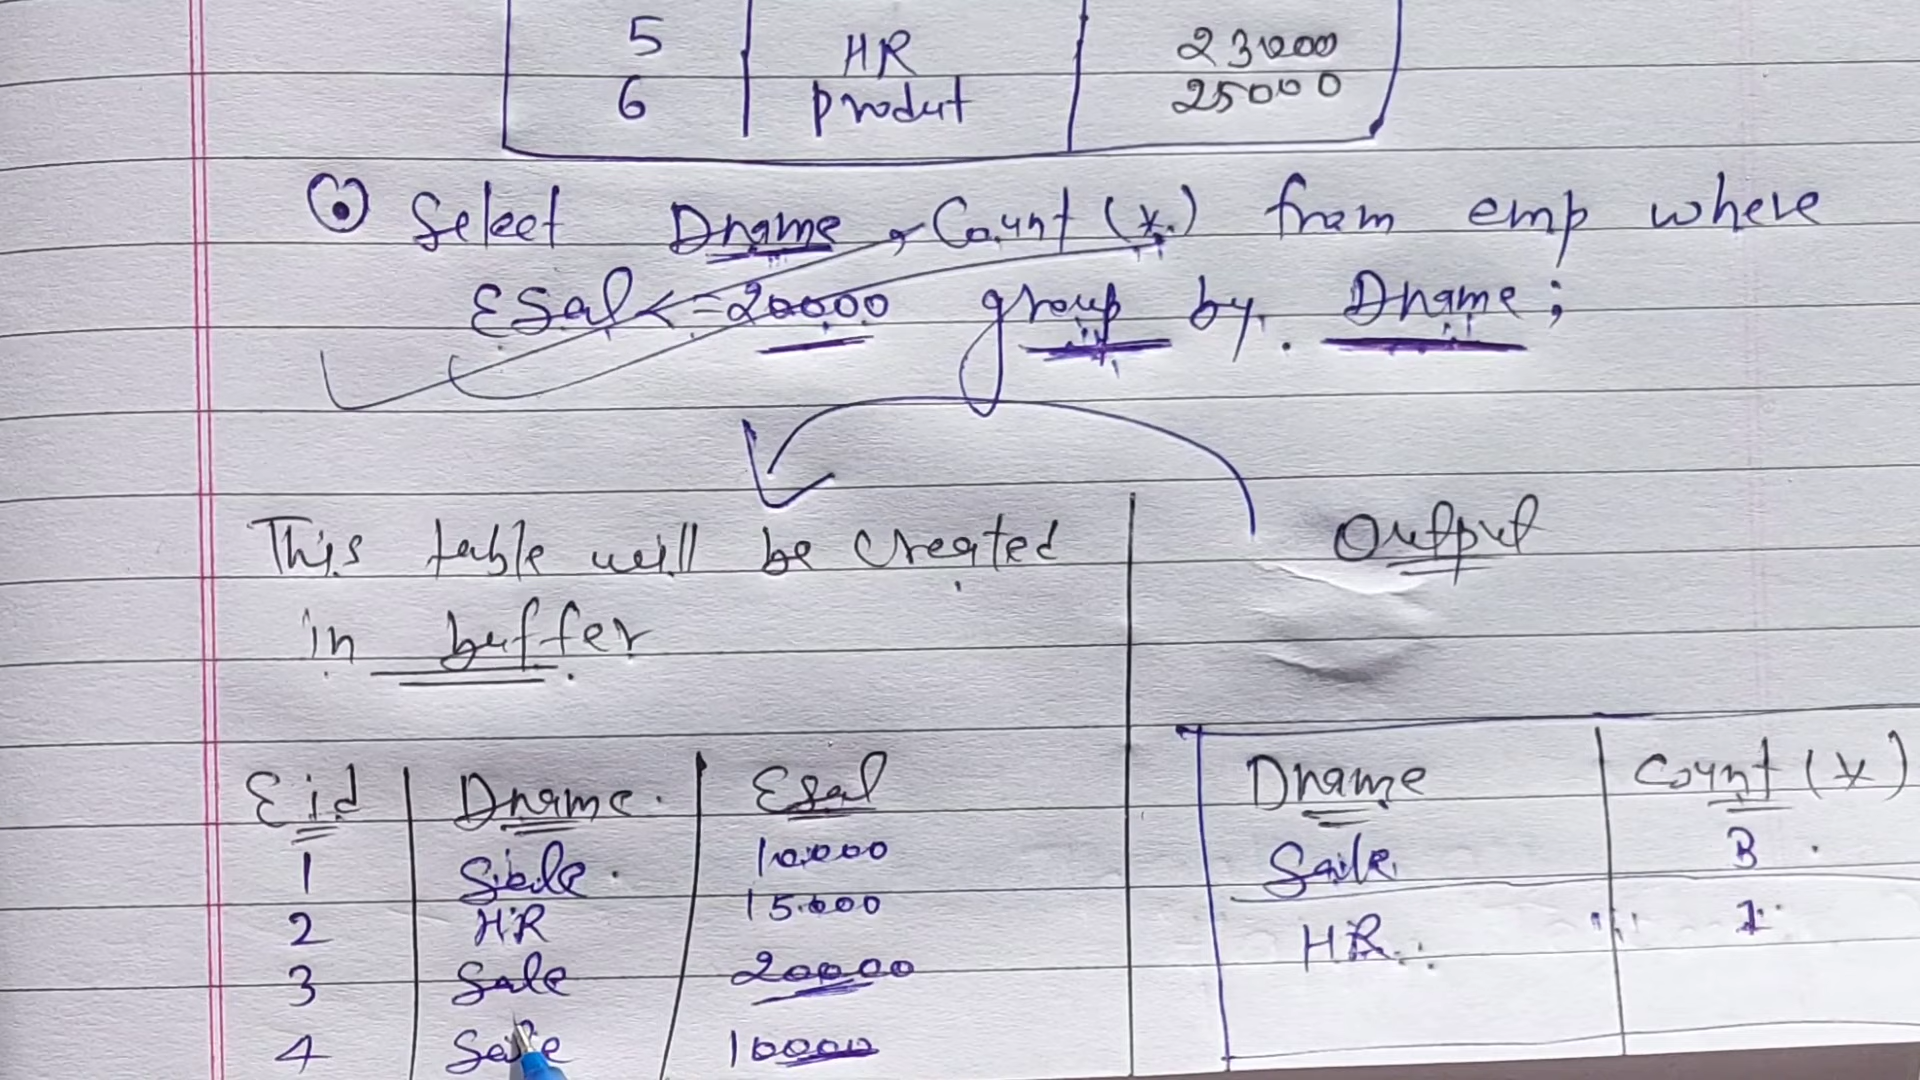 5 HR 23000
6 produt 25000
Select Dname, Count (*) from emp where
ESal<=20000 group by Dname;
This table will be created
in buffer
Output
Eid Dname Esal
1 Sale 10000
2 HR 15000
3 Sale 20000
4 Sale 10000
Dname Count (*)
Sale 3
HR 1